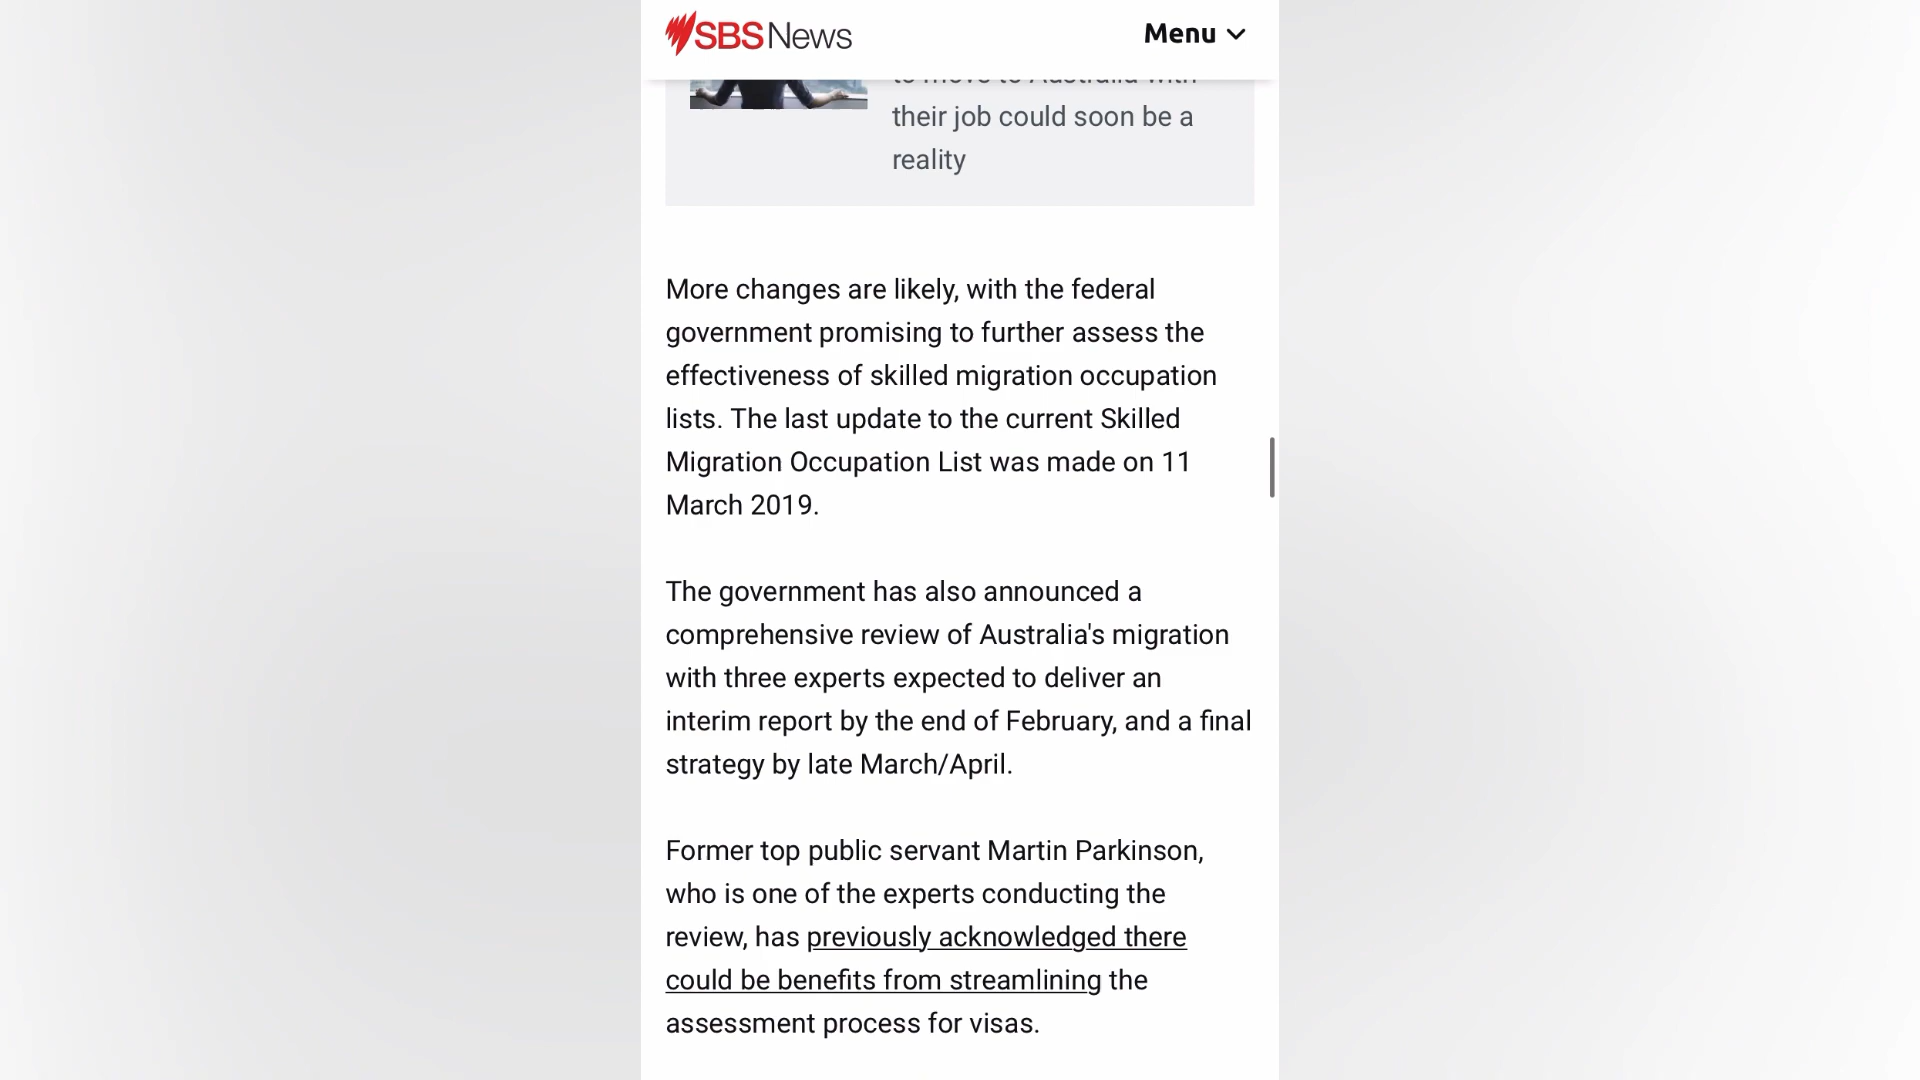 SBS News
Menu
to move to Australia with
their job could soon be a
reality
More changes are likely, with the federal
government promising to further assess the
effectiveness of skilled migration occupation
lists. The last update to the current Skilled
Migration Occupation List was made on 11
March 2019.
The government has also announced a
comprehensive review of Australia's migration
with three experts expected to deliver an
interim report by the end of February, and a final
strategy by late March/April.
Former top public servant Martin Parkinson,
who is one of the experts conducting the
review, has previously acknowledged there
could be benefits from streamlining the
assessment process for visas.